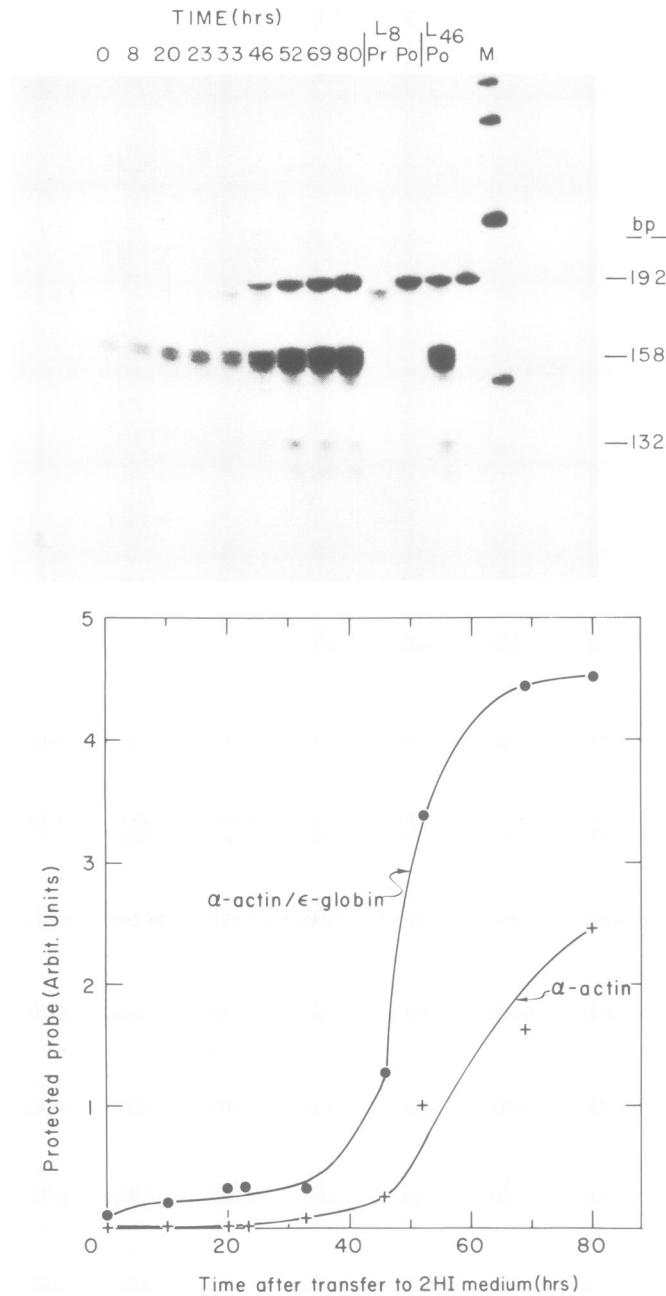 TIME(hrs)
L8 L46
0 8 20 23 33 46 52 69 80 Pr Po Po M
bp
192
158
132
5
4
3
2
1
0 20 40 60 80
α-actin/ϵ-globin
α-actin
Protected probe (Arbit. Units)
Time after transfer to 2HI medium(hrs)